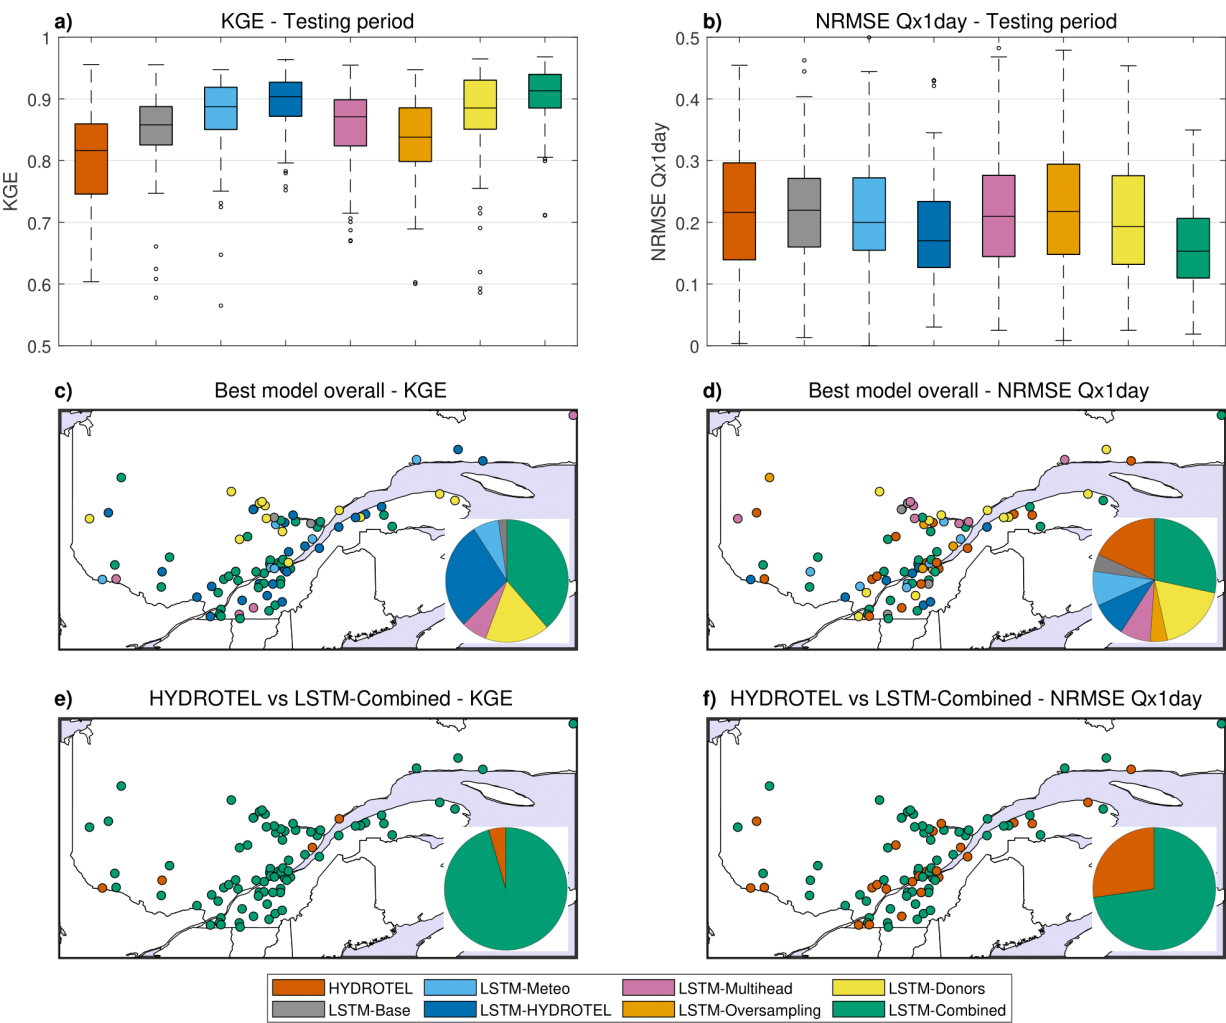 a) KGE - Testing period
1
0.9
0.8
0.7
0.6
0.5
KGE
b) NRMSE Qx1day - Testing period
0.5
0.4
0.3
0.2
0.1
0
NRMSE Qx1day
c) Best model overall - KGE
d) Best model overall - NRMSE Qx1day
e) HYDROTEL vs LSTM-Combined - KGE
f) HYDROTEL vs LSTM-Combined - NRMSE Qx1day
HYDROTEL LSTM-Meteo LSTM-Multihead LSTM-Donors
LSTM-Base LSTM-HYDROTEL LSTM-Oversampling LSTM-Combined